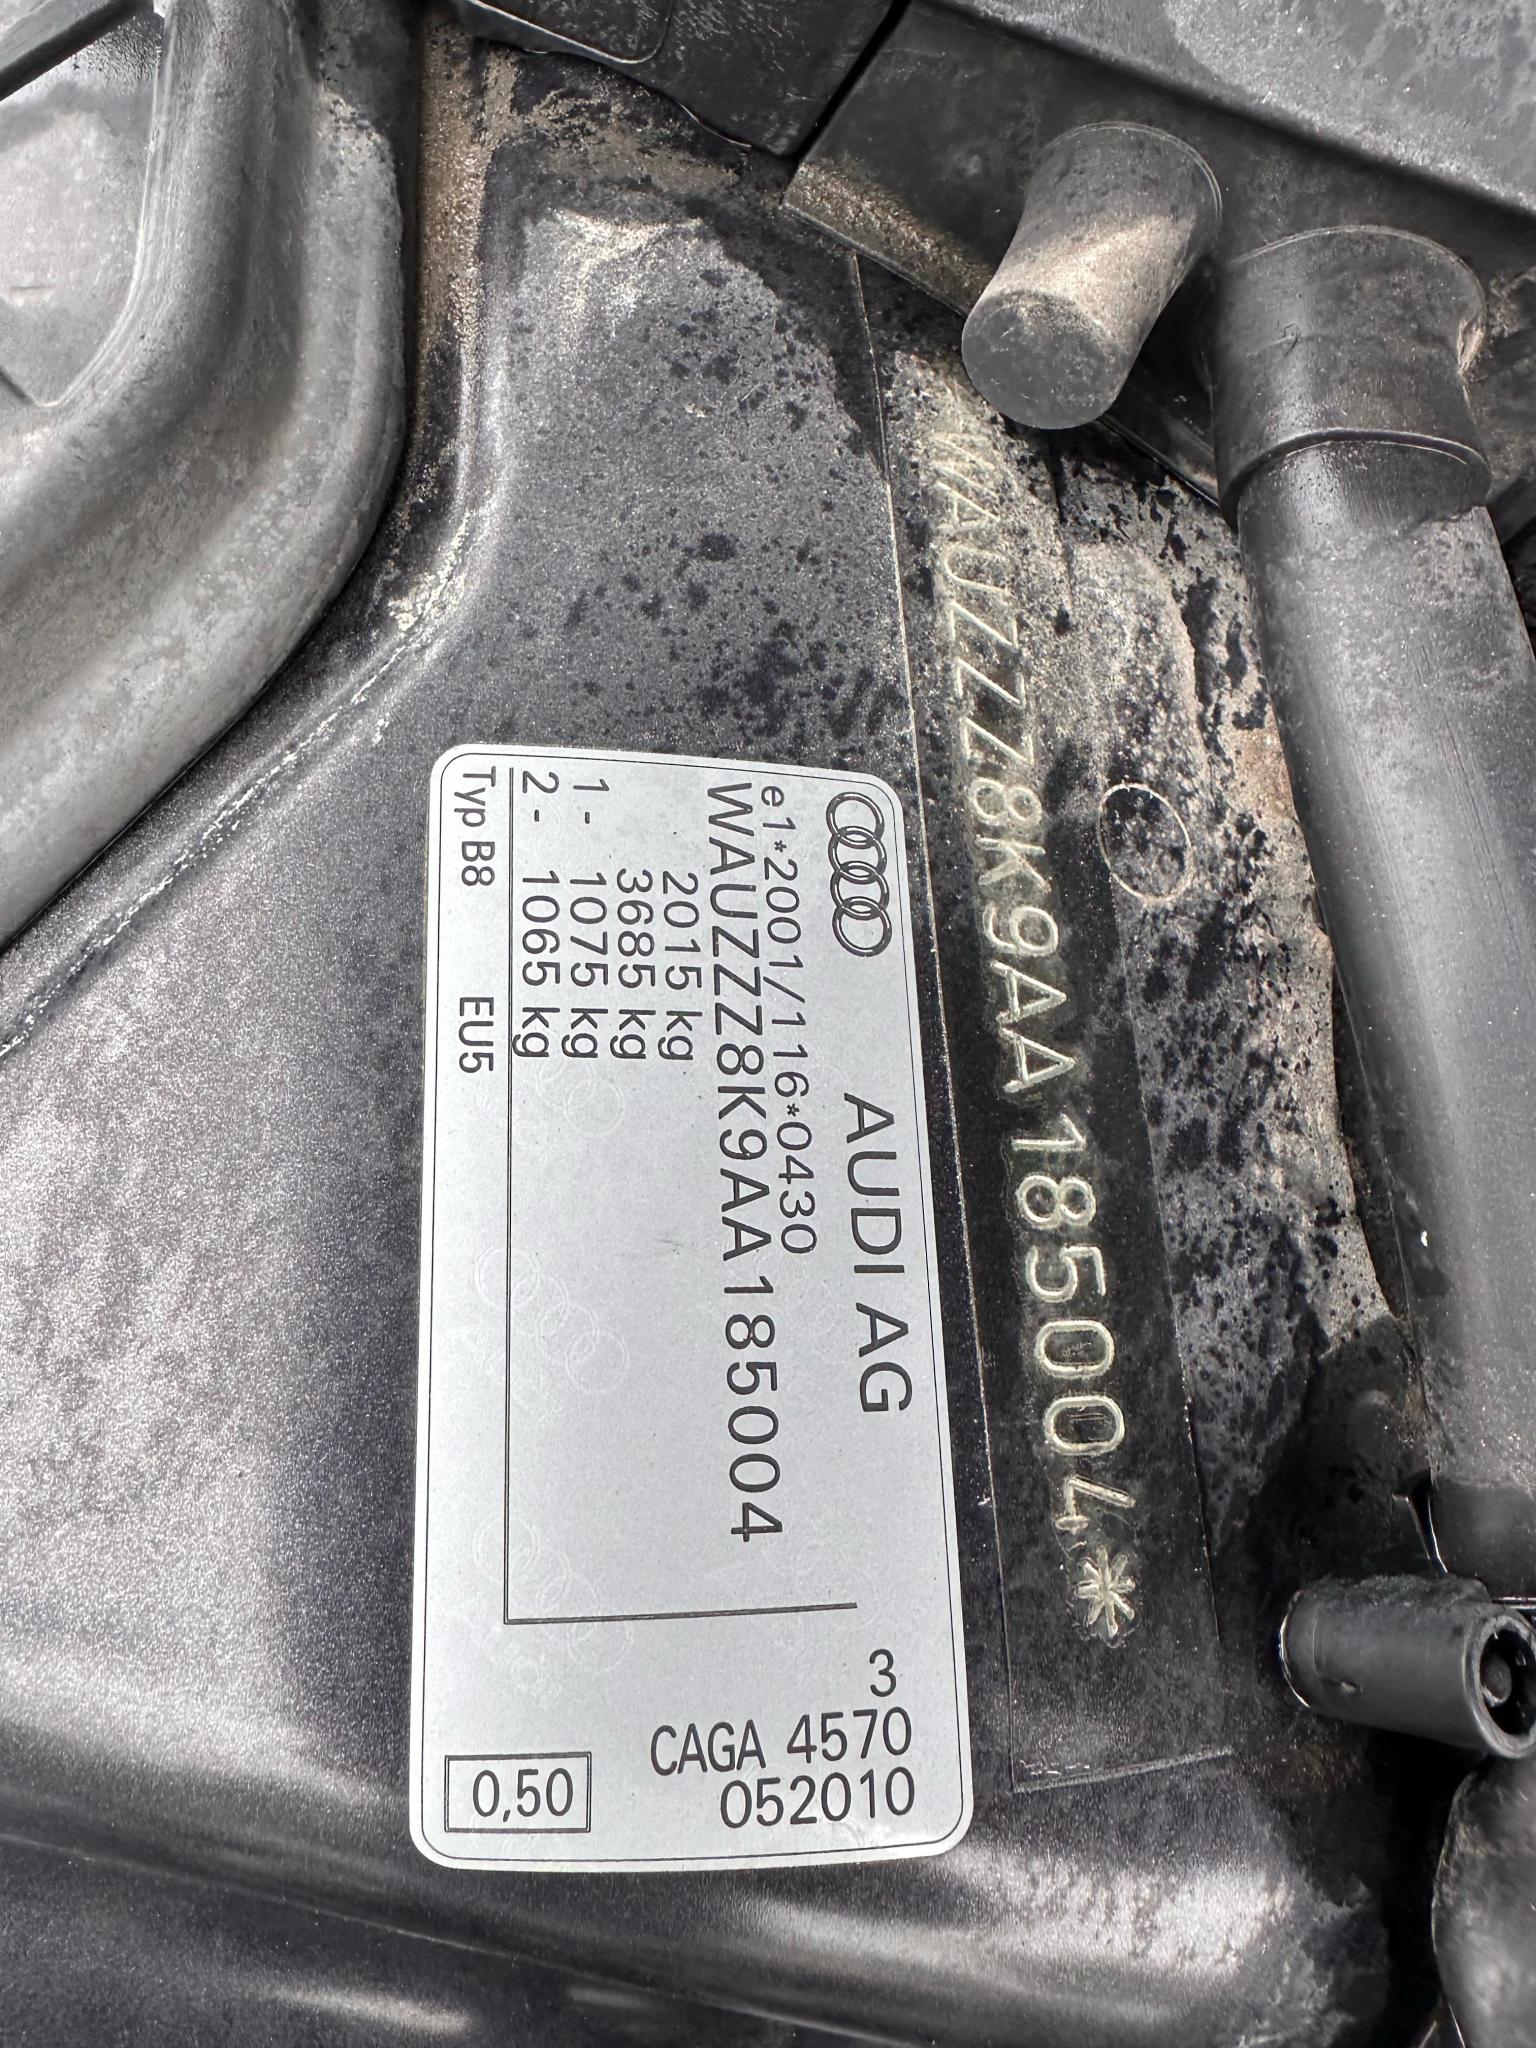 *WAUZZZ8K9AA185004*
AUDI AG
e1*2001/116*0430
WAUZZZ8K9AA185004
2015 kg
3685 kg
1- 1075 kg
2- 1065 kg
Typ B8 EU5
3
CAGA 4570
052010
0,50